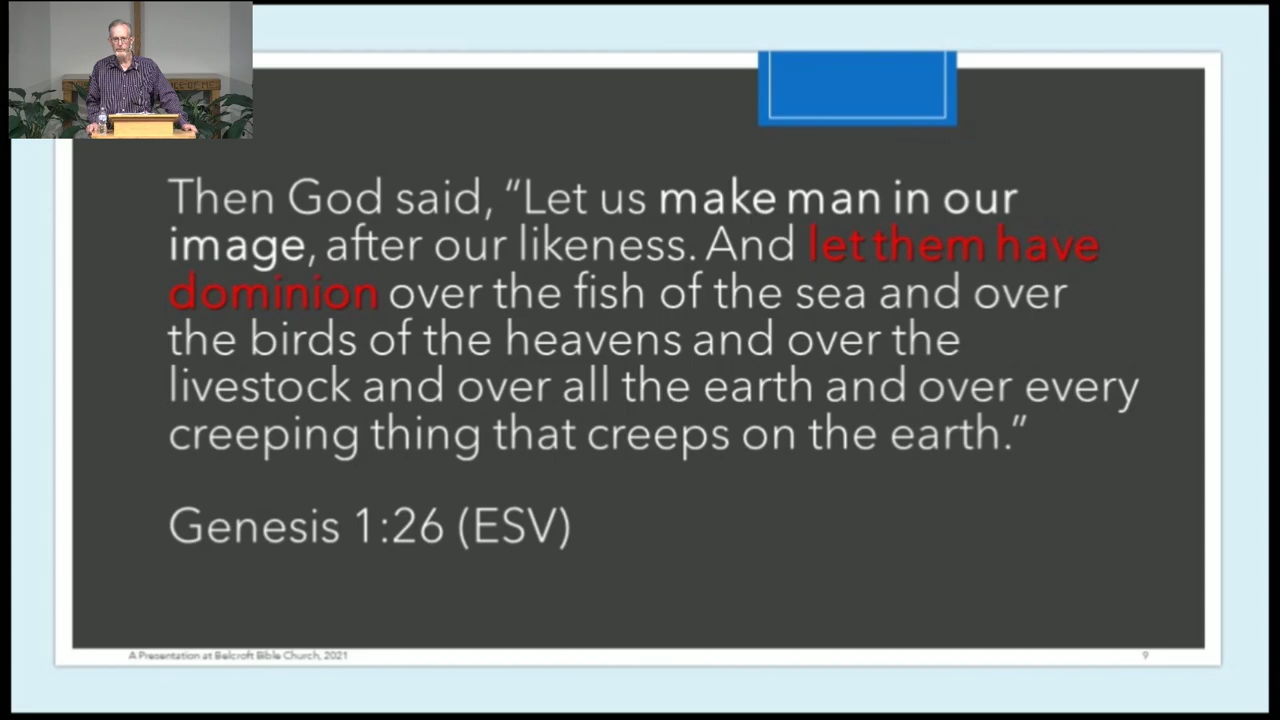 Then God said, “Let us make man in our
image, after our likeness. And let them have
dominion over the fish of the sea and over
the birds of the heavens and over the
livestock and over all the earth and over every
creeping thing that creeps on the earth.”
Genesis 1:26 (ESV)
A Presentation at Belcroft Bible Church, 2021
9